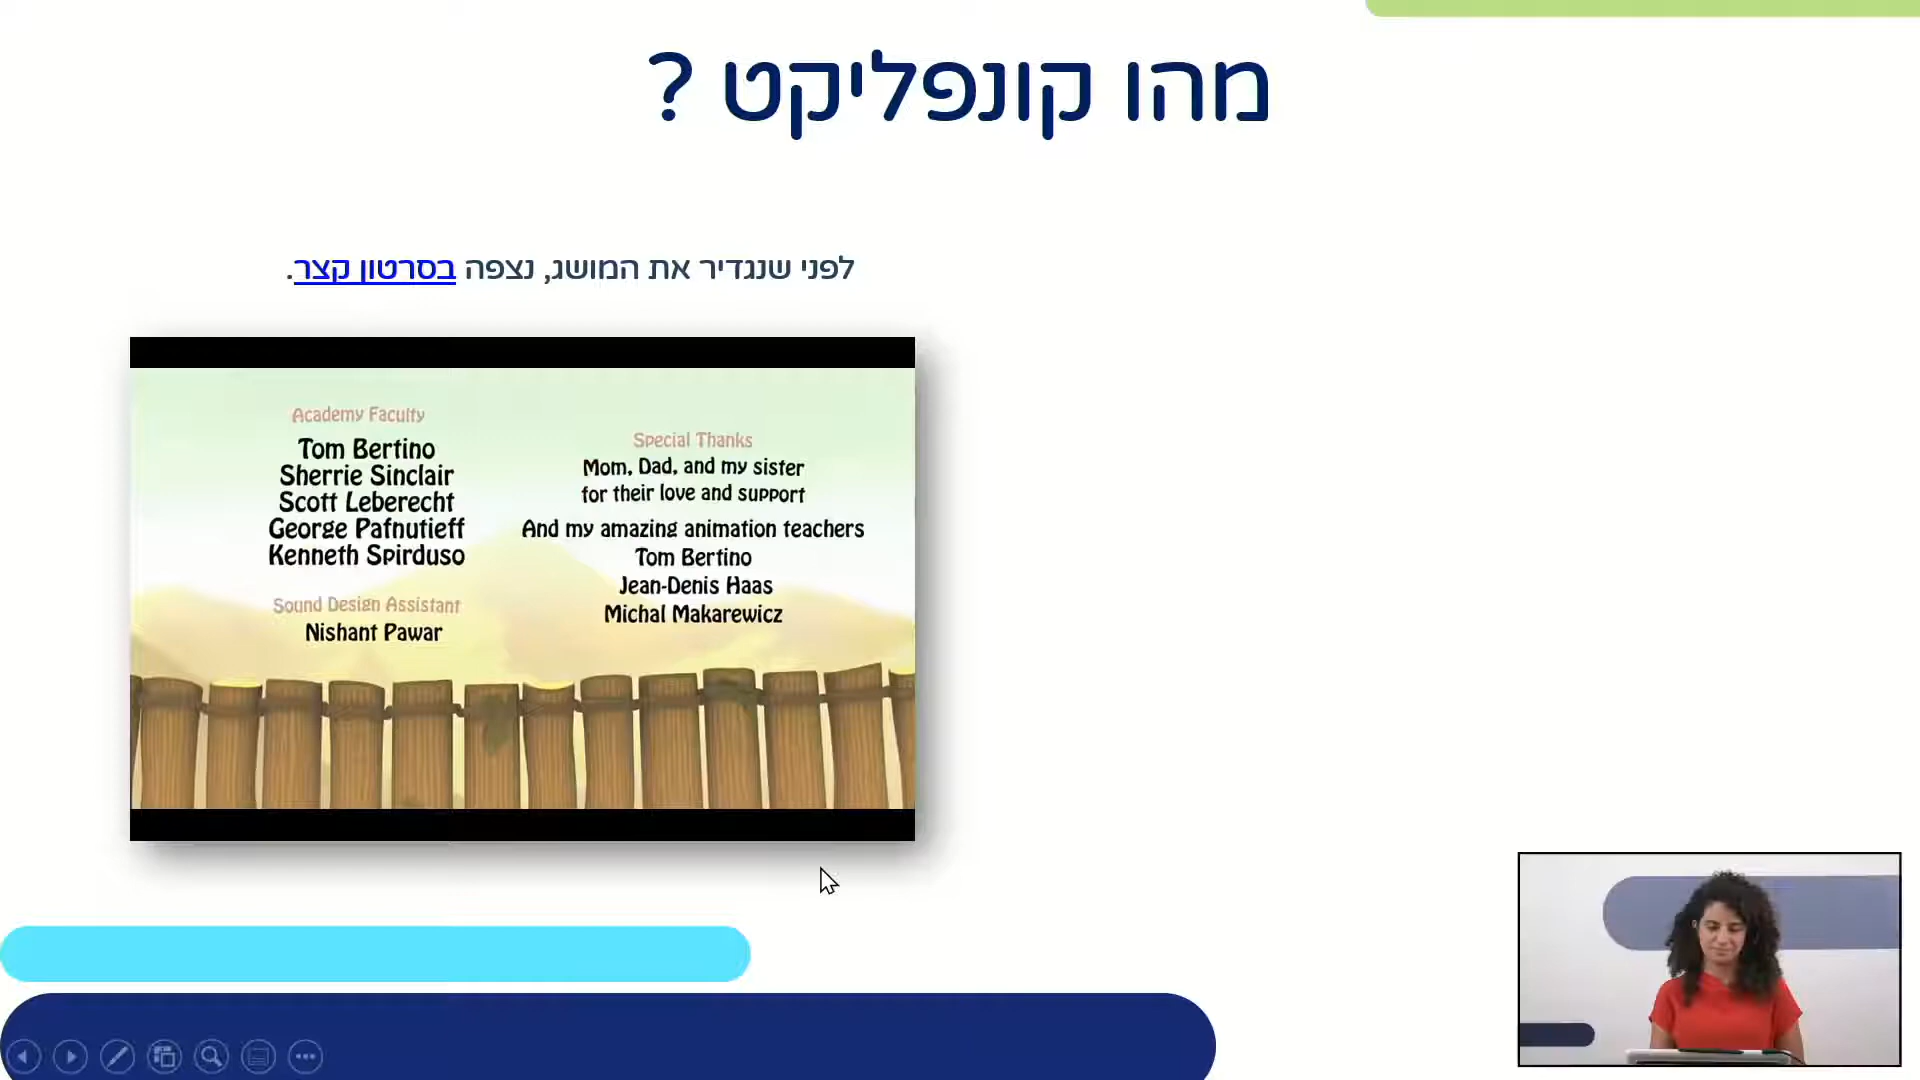 מהו קונפליקט ?
לפני שנגדיר את המושג, נצפה בסרטון קצר.
Academy Faculty
Tom Bertino
Sherrie Sinclair
Scott Leberecht
George Pafnutieff
Kenneth Spirduso
Sound Design Assistant
Nishant Pawar
Special Thanks
Mom, Dad, and my sister
for their love and support
And my amazing animation teachers
Tom Bertino
Jean-Denis Haas
Michal Makarewicz